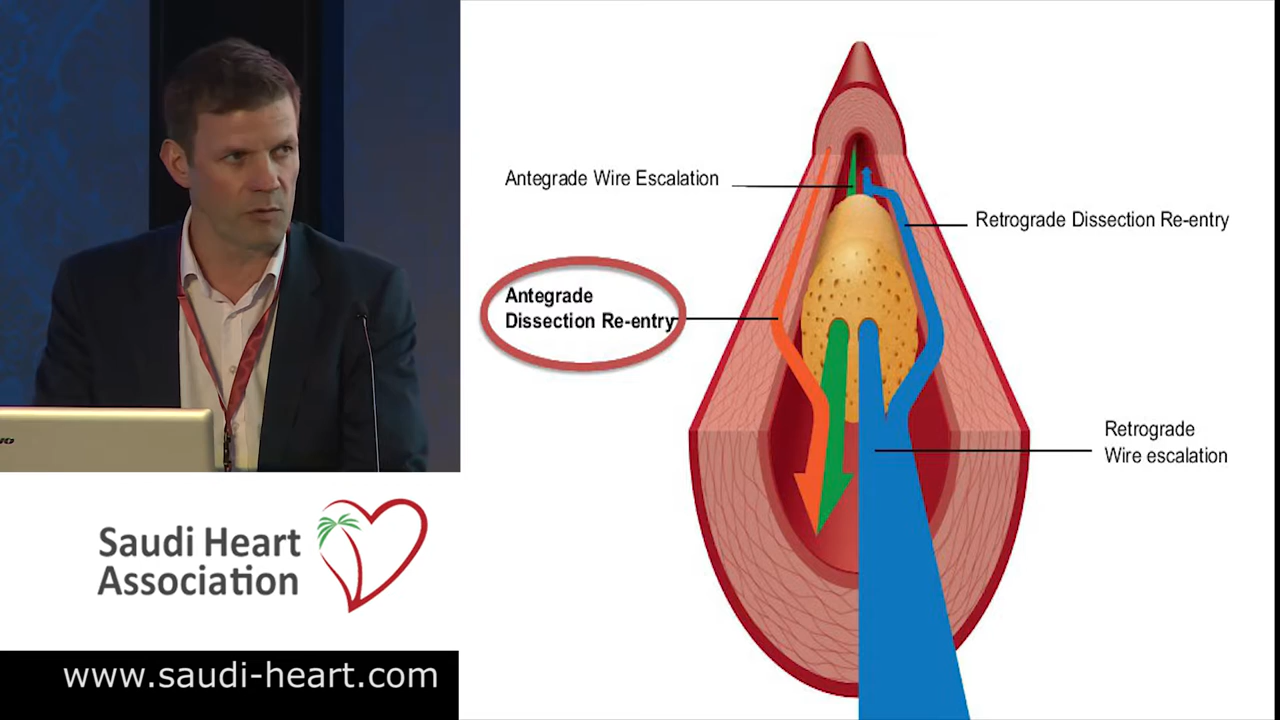 Antegrade Wire Escalation
Retrograde Dissection Re-entry
Antegrade
Dissection Re-entry
Retrograde
Wire escalation
Saudi Heart
Association
www.saudi-heart.com